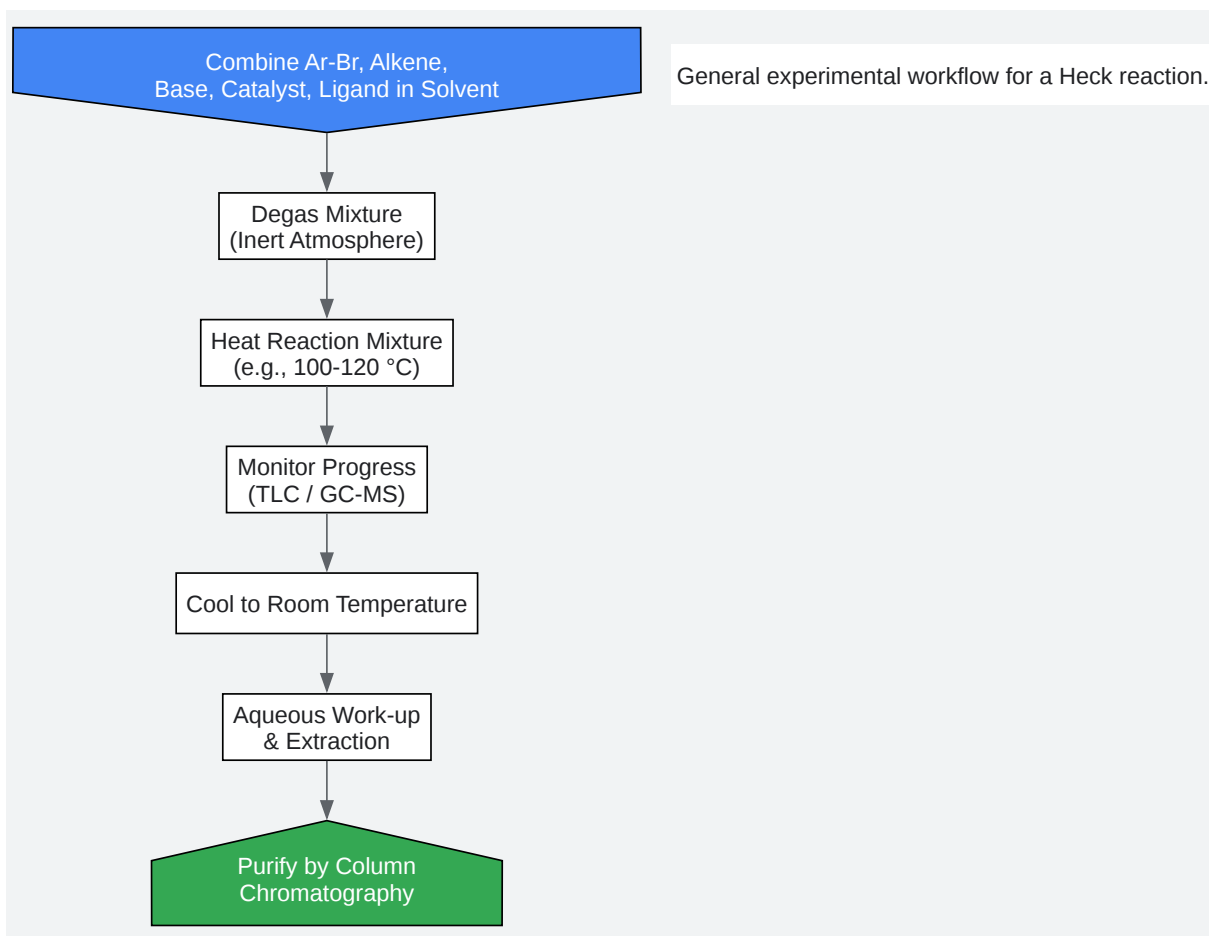 Combine Ar-Br, Alkene,
Base, Catalyst, Ligand in Solvent
General experimental workflow for a Heck reaction.
Degas Mixture
(Inert Atmosphere)
Heat Reaction Mixture
(e.g., 100-120 °C)
Monitor Progress
(TLC / GC-MS)
Cool to Room Temperature
Aqueous Work-up
& Extraction
Purify by Column
Chromatography